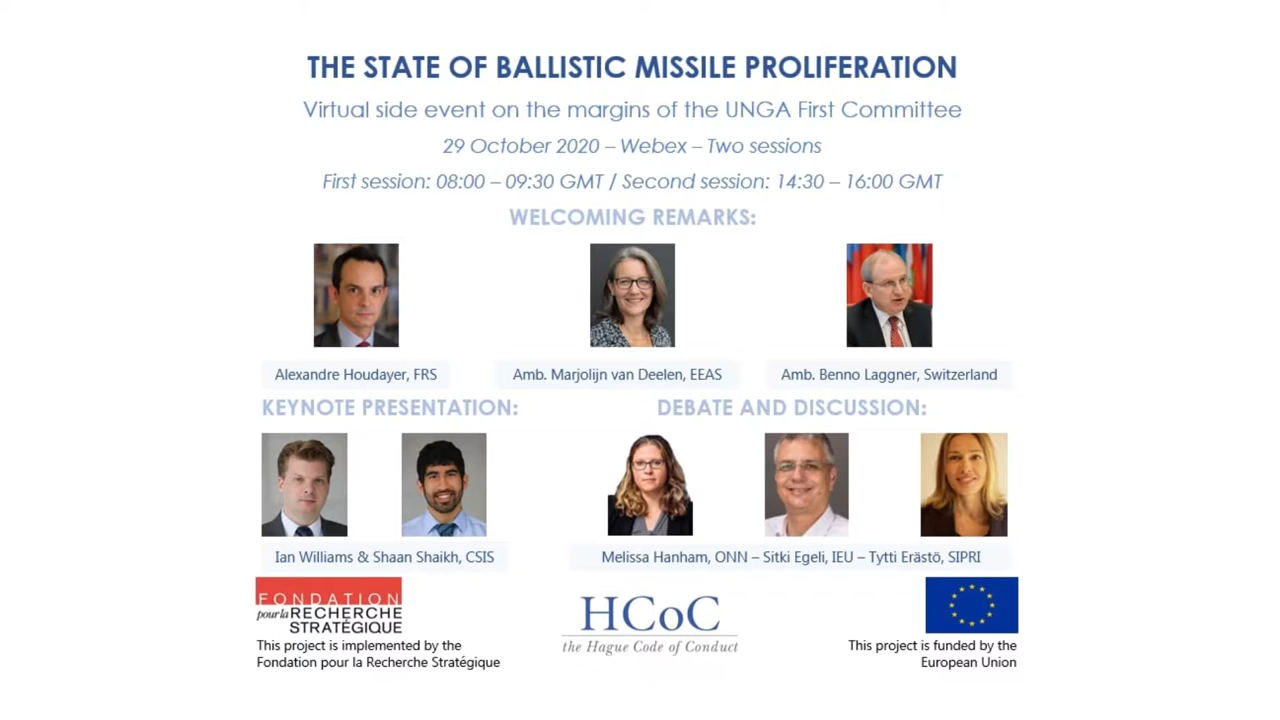 THE STATE OF BALLISTIC MISSILE PROLIFERATION
Virtual side event on the margins of the UNGA First Committee
29 October 2020 – Webex – Two sessions
First session: 08:00 – 09:30 GMT / Second session: 14:30 – 16:00 GMT
WELCOMING REMARKS:
Alexandre Houdayer, FRS
Amb. Marjolijn van Deelen, EEAS
Amb. Benno Laggner, Switzerland
KEYNOTE PRESENTATION:
DEBATE AND DISCUSSION:
Ian Williams & Shaan Shaikh, CSIS
Melissa Hanham, ONN – Sitki Egeli, IEU – Tytti Erästö, SIPRI
FONDATION
pour la RECHERCHE
STRATÉGIQUE
This project is implemented by the
Fondation pour la Recherche Stratégique
HCoC
the Hague Code of Conduct
This project is funded by the
European Union